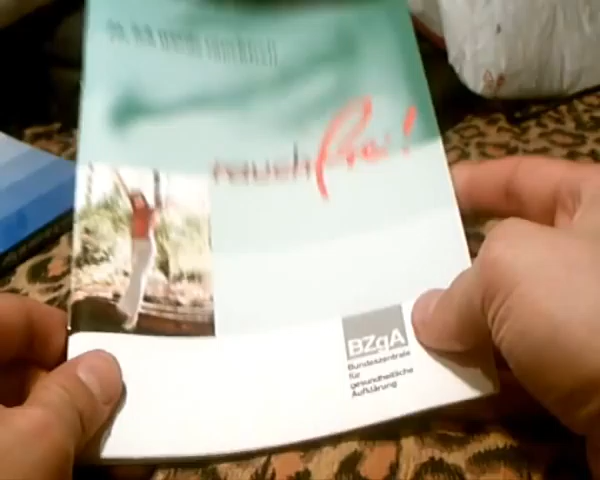 rauchfrei!
BZgA
Bundeszentrale
für
gesundheitliche
Aufklärung